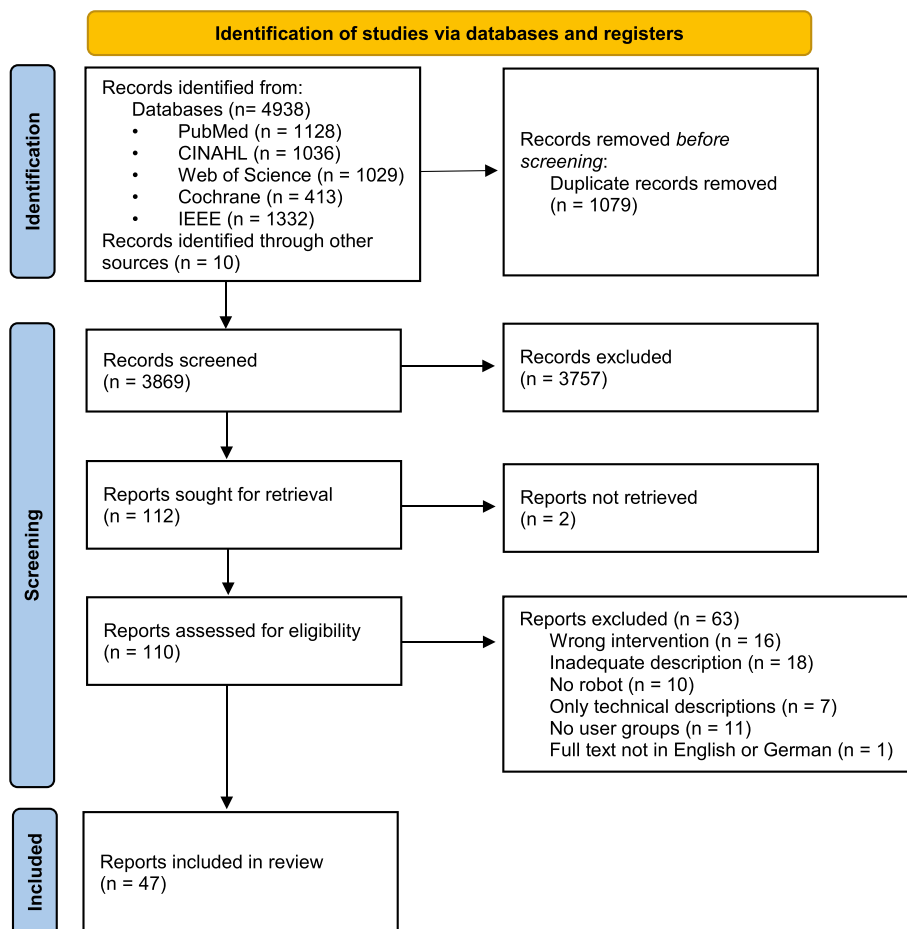 Identification of studies via databases and registers
Identification
Records identified from:
Databases (n= 4938)
• PubMed (n = 1128)
• CINAHL (n = 1036)
• Web of Science (n = 1029)
• Cochrane (n = 413)
• IEEE (n = 1332)
Records identified through other
sources (n = 10)
Records removed before
screening:
Duplicate records removed
(n = 1079)
Screening
Records screened
(n = 3869)
Records excluded
(n = 3757)
Reports sought for retrieval
(n = 112)
Reports not retrieved
(n = 2)
Reports assessed for eligibility
(n = 110)
Reports excluded (n = 63)
Wrong intervention (n = 16)
Inadequate description (n = 18)
No robot (n = 10)
Only technical descriptions (n = 7)
No user groups (n = 11)
Full text not in English or German (n = 1)
Included
Reports included in review
(n = 47)